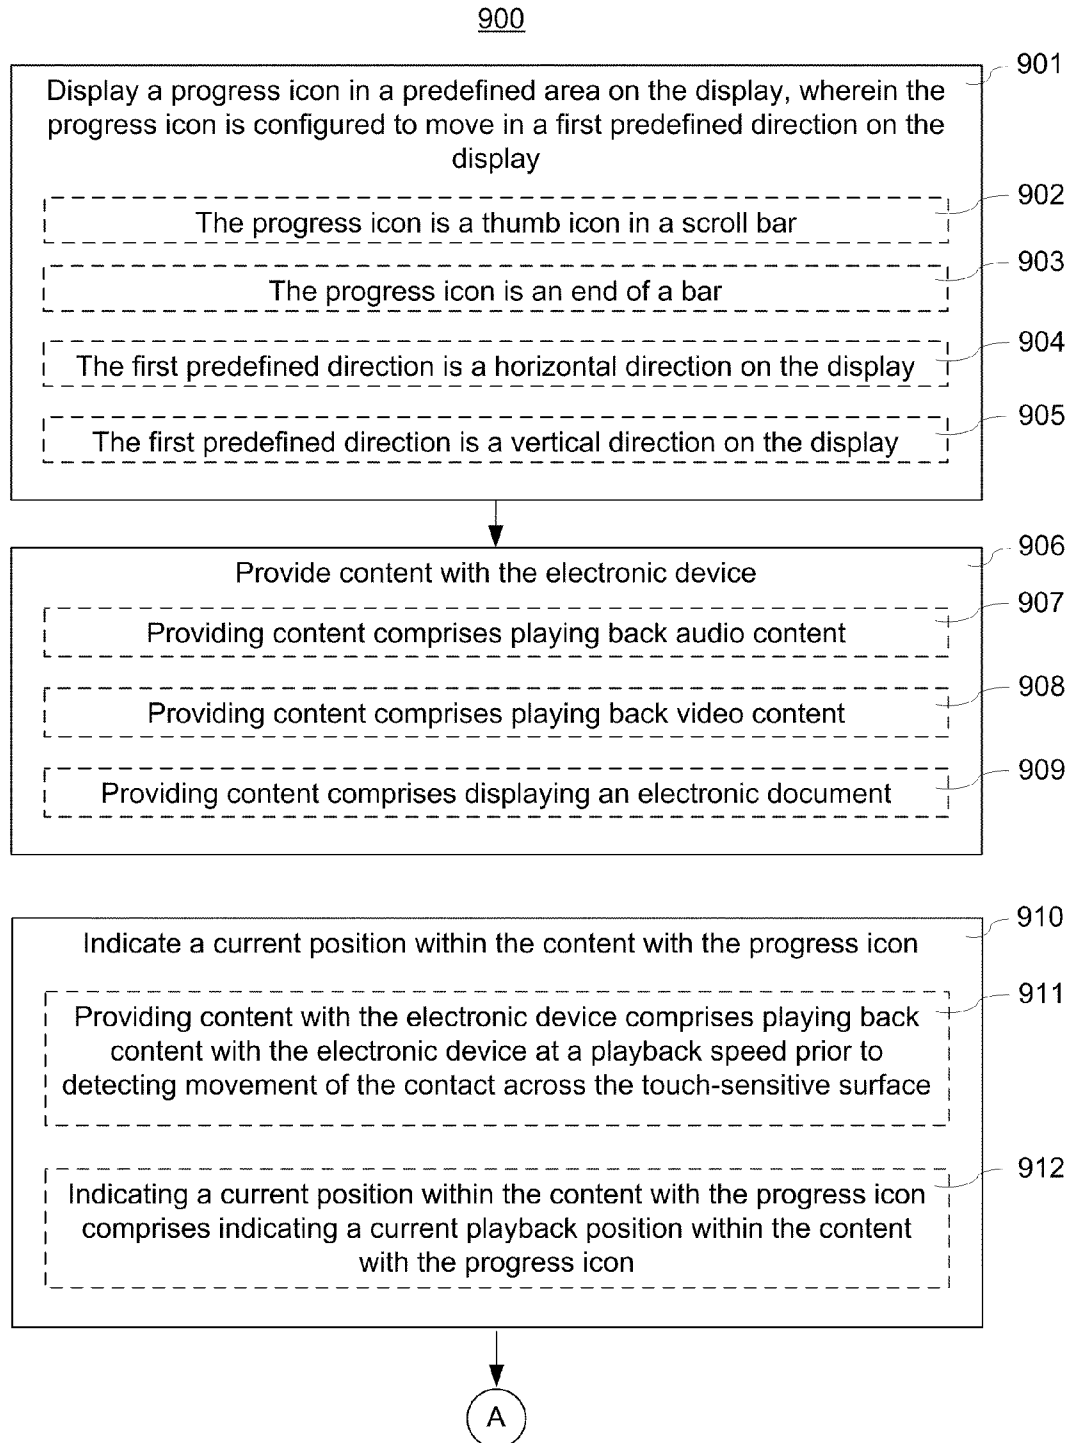 900
901
Display a progress icon in a predefined area on the display, wherein the
progress icon is configured to move in a first predefined direction on the
display
902
The progress icon is a thumb icon in a scroll bar
903
The progress icon is an end of a bar
904
The first predefined direction is a horizontal direction on the display
905
The first predefined direction is a vertical direction on the display
906
Provide content with the electronic device
907
Providing content comprises playing back audio content
908
Providing content comprises playing back video content
909
Providing content comprises displaying an electronic document
910
Indicate a current position within the content with the progress icon
911
Providing content with the electronic device comprises playing back
content with the electronic device at a playback speed prior to
detecting movement of the contact across the touch-sensitive surface
912
Indicating a current position within the content with the progress icon
comprises indicating a current playback position within the content
with the progress icon
A